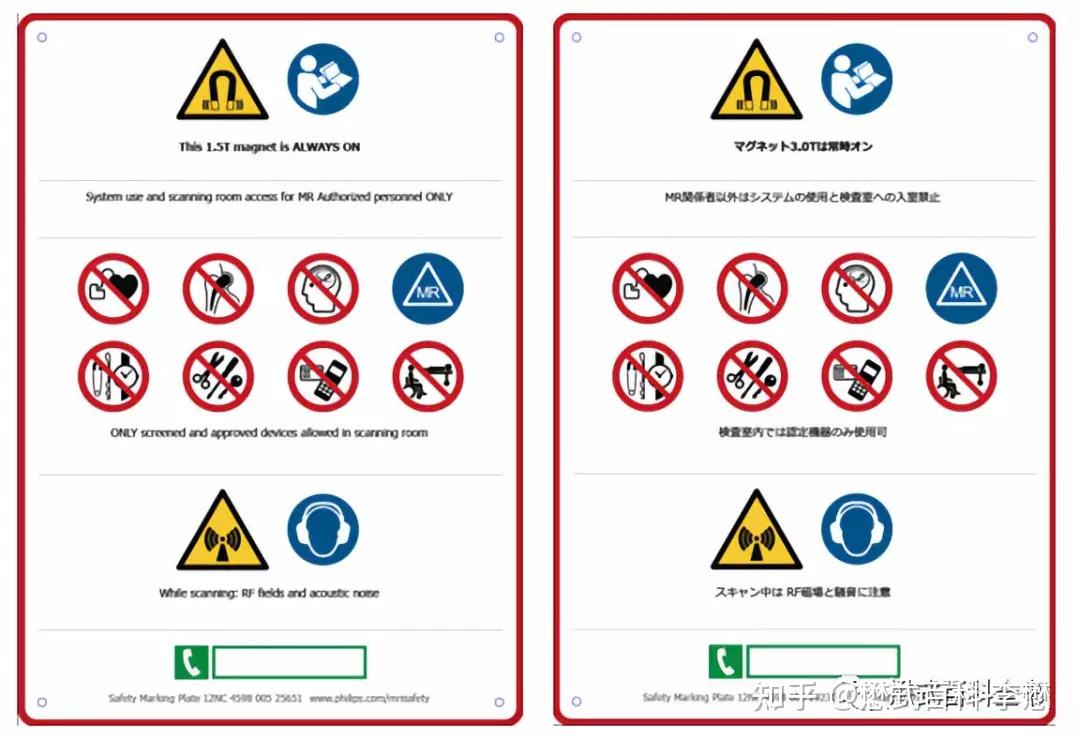 This 1.5T magnet is ALWAYS ON
System use and scanning room access for MR Authorized personnel ONLY
MR
ONLY screened and approved devices allowed in scanning room
While scanning: RF fields and acoustic noise
Safety Marking Plate 12NC 4598 005 25651 www.philips.com/mrisafety
マグネット3.0Tは常時オン
MR関係者以外はシステムの使用と検査室への入室禁止
MR
検査室内では認定機器のみ使用可
スキャン中は RF磁場と騒音に注意
Safety Marking Plate
知乎